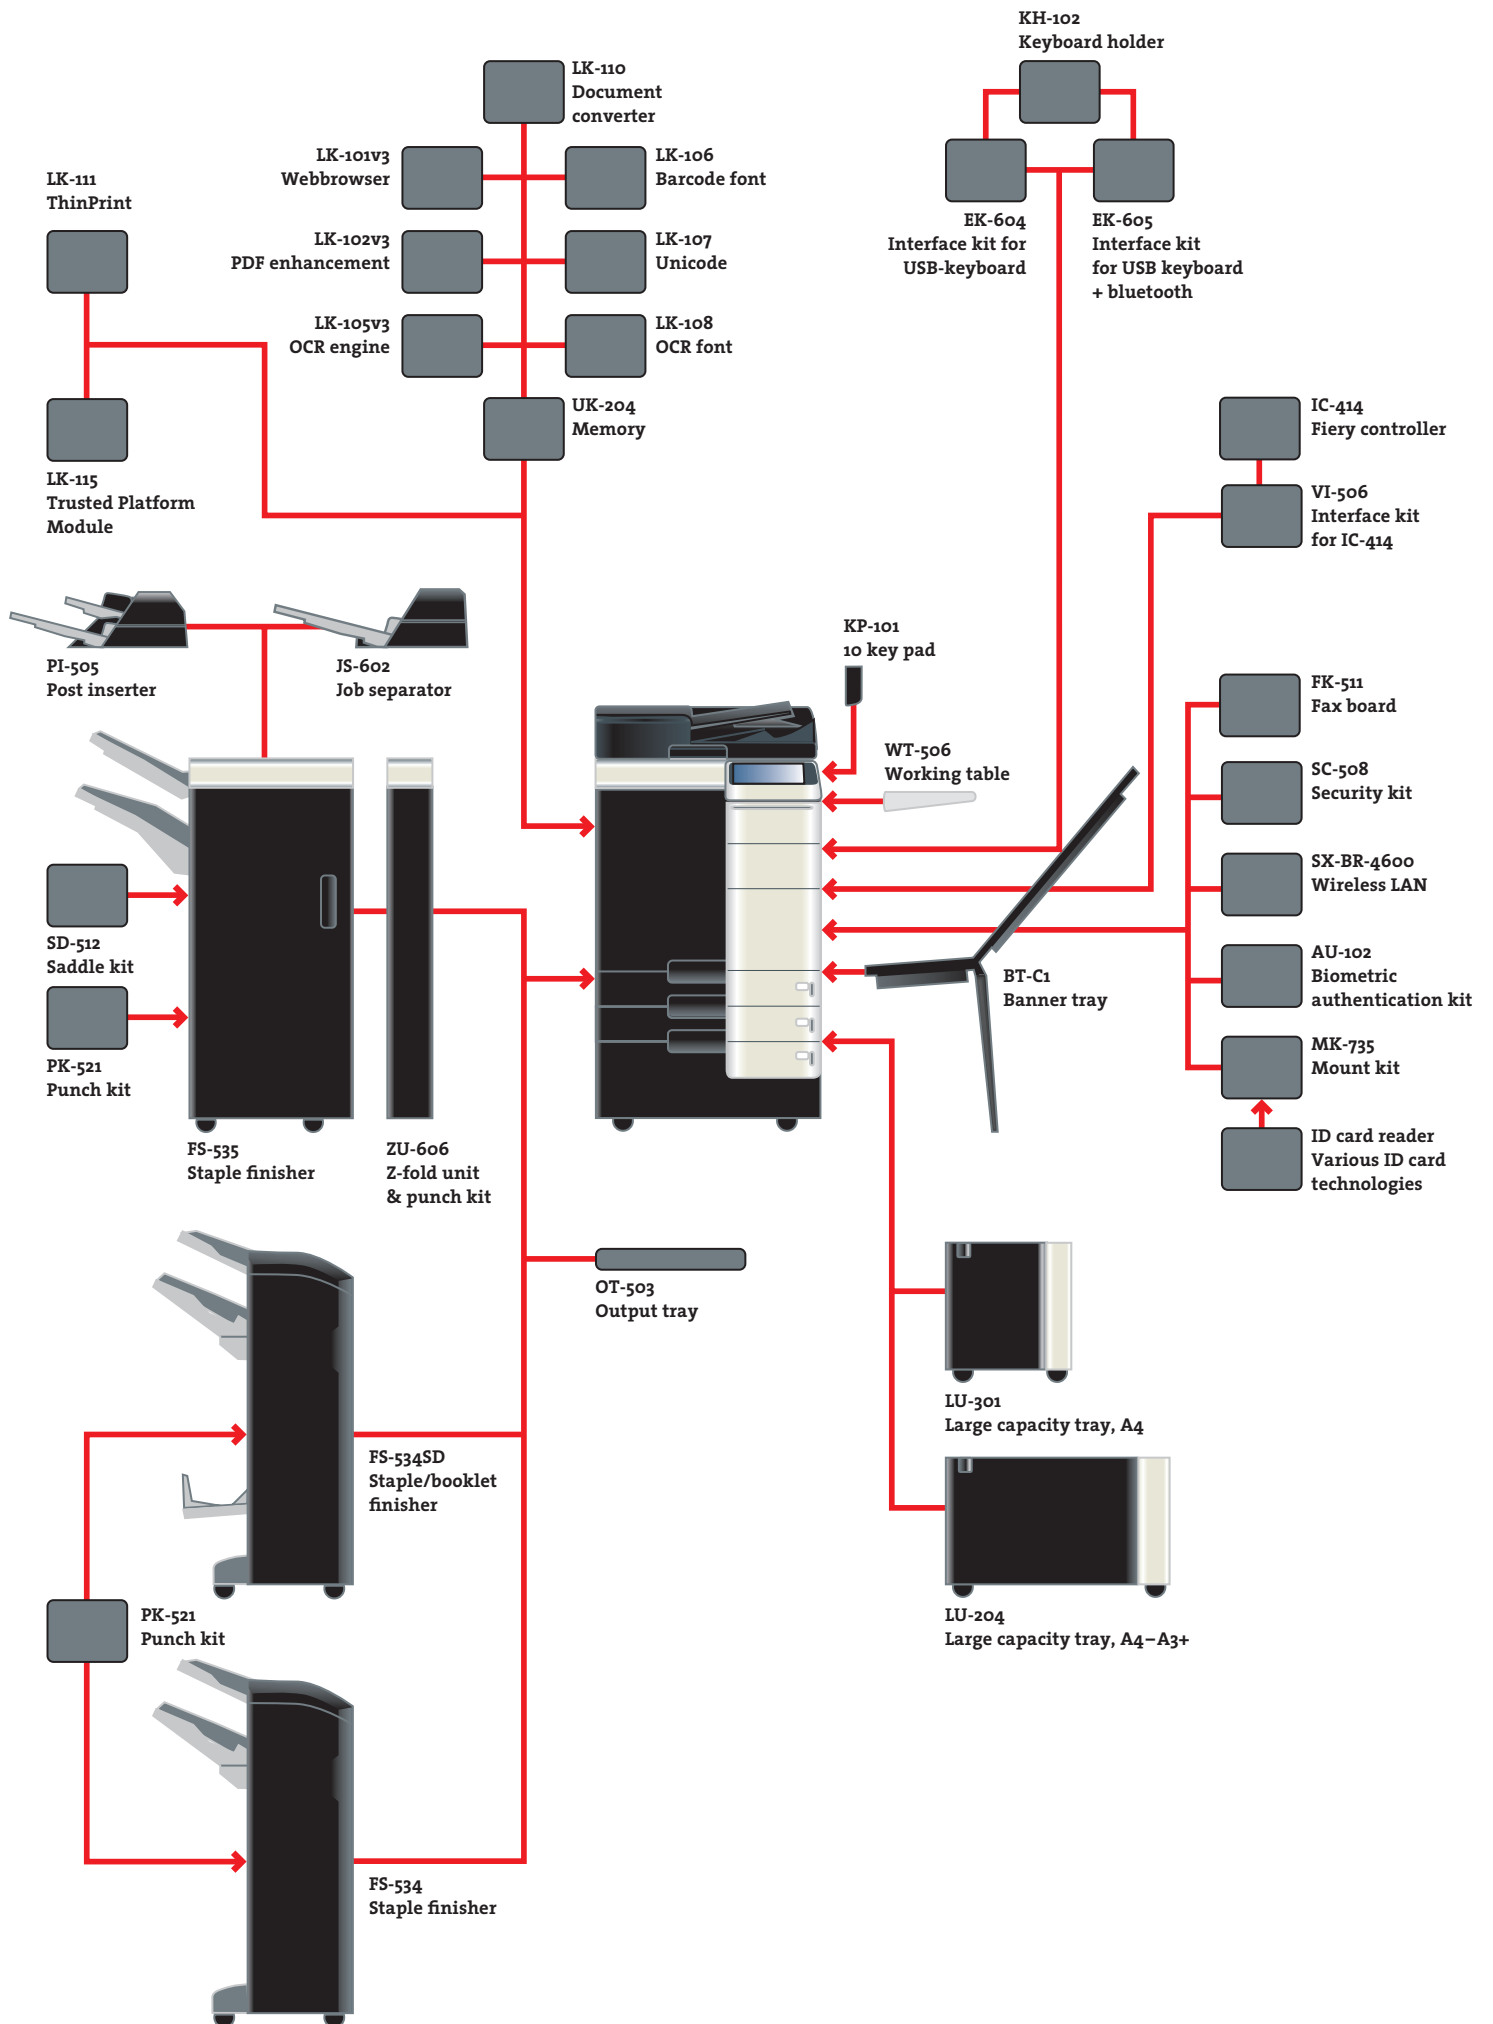 KH-102
Keyboard holder
LK-110
Document
converter
LK-101v3
Webbrowser
LK-106
Barcode font
LK-111
ThinPrint
EK-604
Interface kit for
USB-keyboard
EK-605
Interface kit
for USB keyboard
+ bluetooth
LK-102v3
PDF enhancement
LK-107
Unicode
LK-105v3
OCR engine
LK-108
OCR font
UK-204
Memory
IC-414
Fiery controller
LK-115
Trusted Platform
Module
VI-506
Interface kit
for IC-414
KP-101
10 key pad
PI-505
Post inserter
JS-602
Job separator
FK-511
Fax board
WT-506
Working table
SC-508
Security kit
SX-BR-4600
Wireless LAN
SD-512
Saddle kit
AU-102
Biometric
authentication kit
BT-C1
Banner tray
MK-735
Mount kit
PK-521
Punch kit
FS-535
Staple finisher
ZU-606
Z-fold unit
& punch kit
ID card reader
Various ID card
technologies
OT-503
Output tray
LU-301
Large capacity tray, A4
FS-534SD
Staple/booklet
finisher
PK-521
Punch kit
LU-204
Large capacity tray, A4–A3+
FS-534
Staple finisher